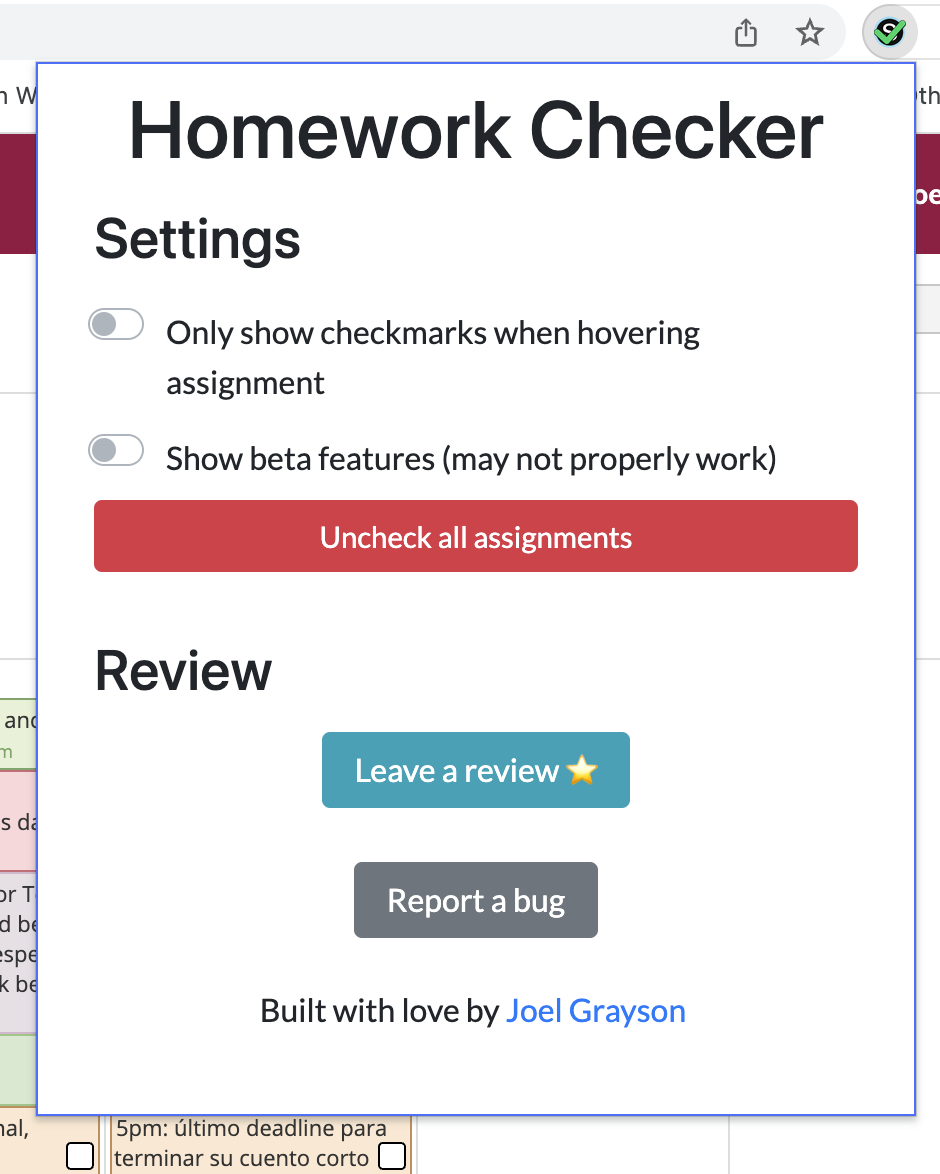 Homework Checker
Settings
Only show checkmarks when hovering
assignment
Show beta features (may not properly work)
Uncheck all assignments
Review
Leave a review ⭐
Report a bug
Built with love by Joel Grayson
5pm: último deadline para
terminar su cuento corto